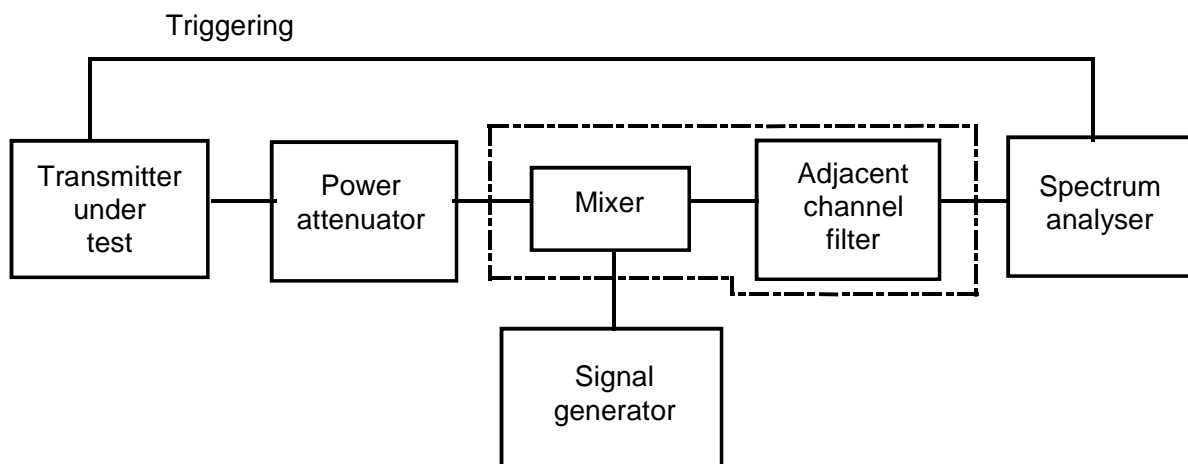 Triggering
Transmitter
under
test
Power
attenuator
Mixer
Adjacent
channel
filter
Spectrum
analyser
Signal
generator